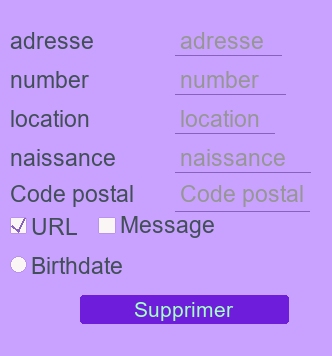 adresse adresse
number number
location location
naissance naissance
Code postal Code postal
URL Message
Birthdate
Supprimer